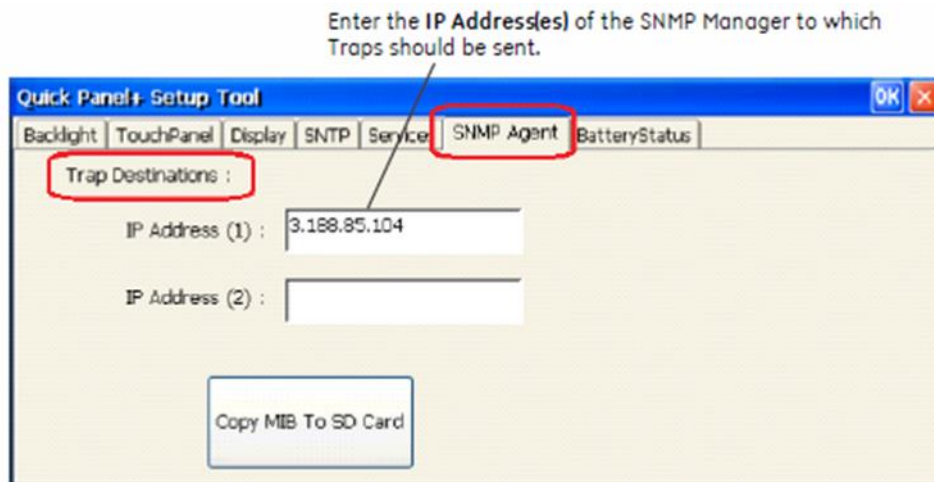 Enter the IP Address(es) of the SNMP Manager to which
Traps should be sent.
Quick Panel+ Setup Tool OK
Backlight TouchPanel Display SNTP Services SNMP Agent BatteryStatus
Trap Destinations :
IP Address (1) : 3.188.85.104
IP Address (2) :
Copy MIB To SD Card